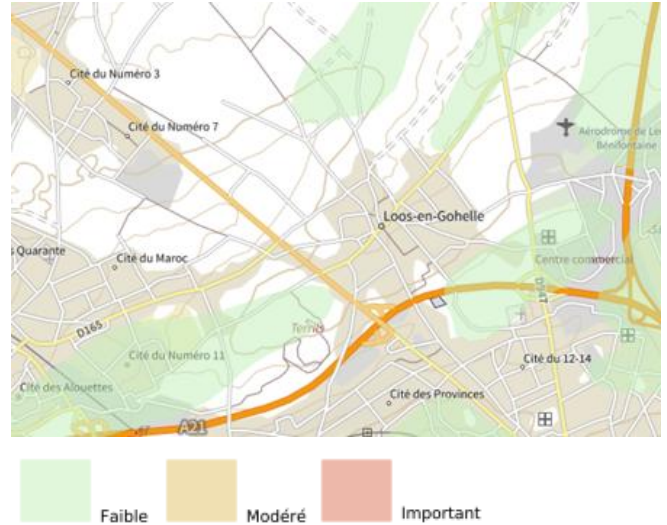 Cité du Numéro 3
Cité du Numéro 7
Aérodrome de Le
Bénifontaine
Loos-en-Gohelle
s Quarante
Cité du Maroc
Centre commercial
D947
D165
Terril
Cité du Numéro 11
Cité du 12-14
Cité des Alouettes
Cité des Provinces
A21
Faible
Modéré
Important